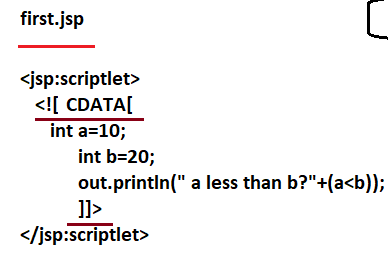 first.jsp
<jsp:scriptlet>
<![ CDATA[
int a=10;
int b=20;
out.println(" a less than b?"+(a<b));
]]>
</jsp:scriptlet>